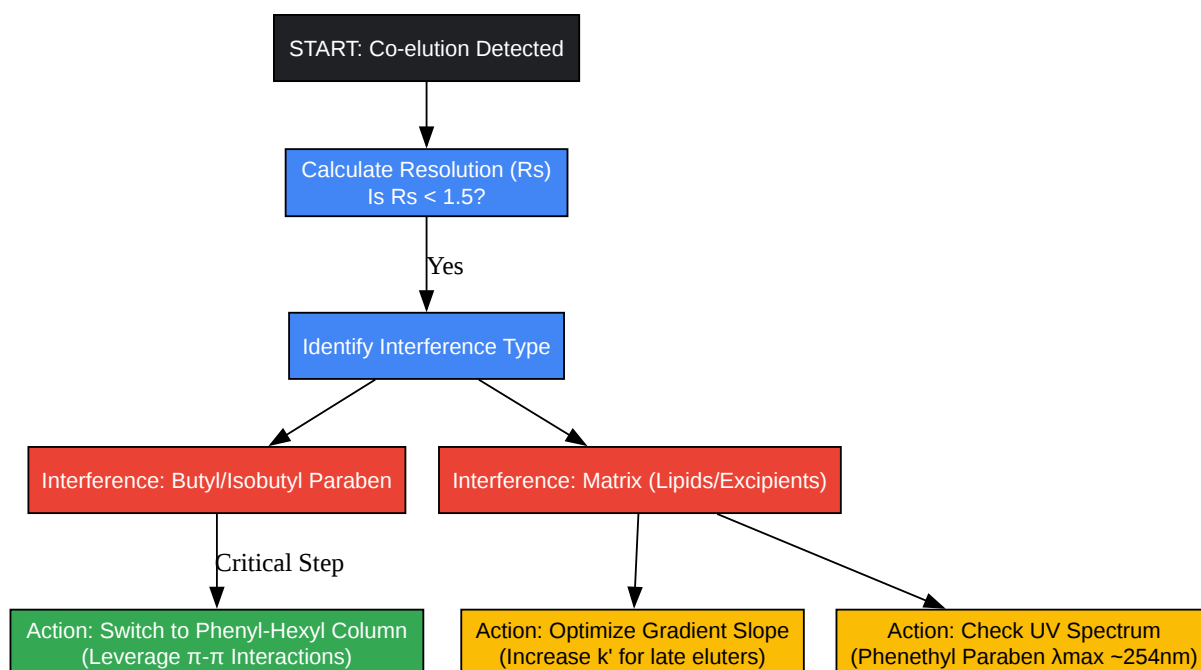 START: Co-elution Detected
Calculate Resolution (Rs)
Is Rs < 1.5?
Yes
Identify Interference Type
Interference: Butyl/Isobutyl Paraben
Interference: Matrix (Lipids/Excipients)
Critical Step
Action: Switch to Phenyl-Hexyl Column
(Leverage π-π Interactions)
Action: Optimize Gradient Slope
(Increase k' for late eluters)
Action: Check UV Spectrum
(Phenethyl Paraben λmax ~254nm)